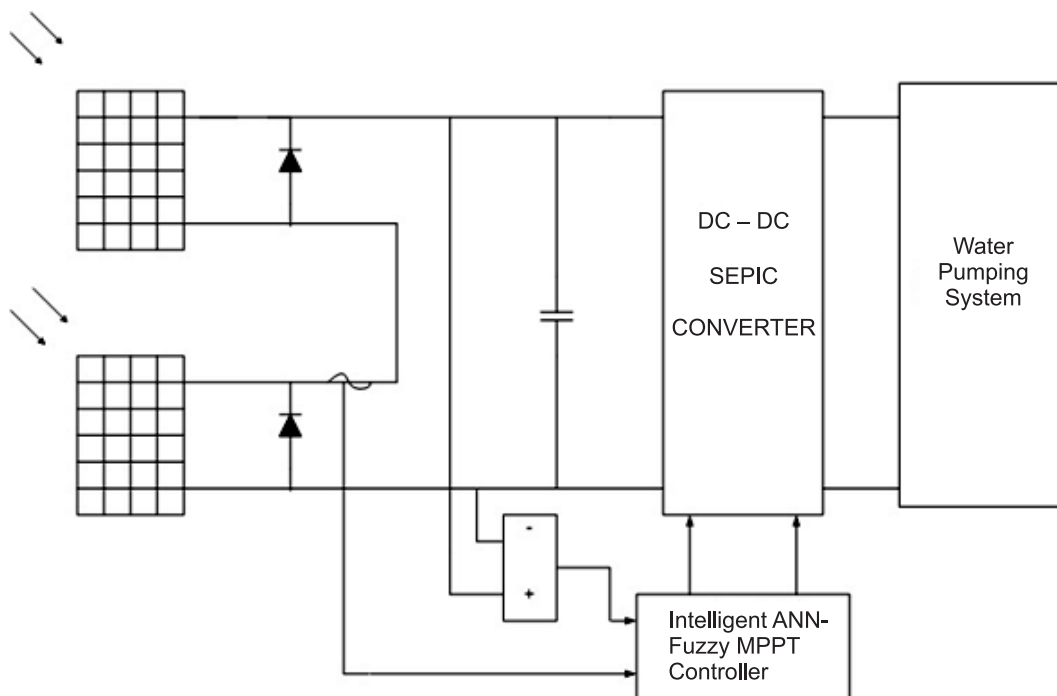 DC – DC
SEPIC
CONVERTER
Water
Pumping
System
-
+
Intelligent ANN-
Fuzzy MPPT
Controller